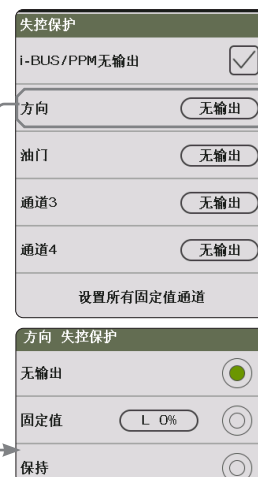 失控保护
i-BUS/PPM无输出
方向 无输出
油门 无输出
通道3 无输出
通道4 无输出
设置所有固定值通道
方向 失控保护
无输出
固定值 L 0%
保持